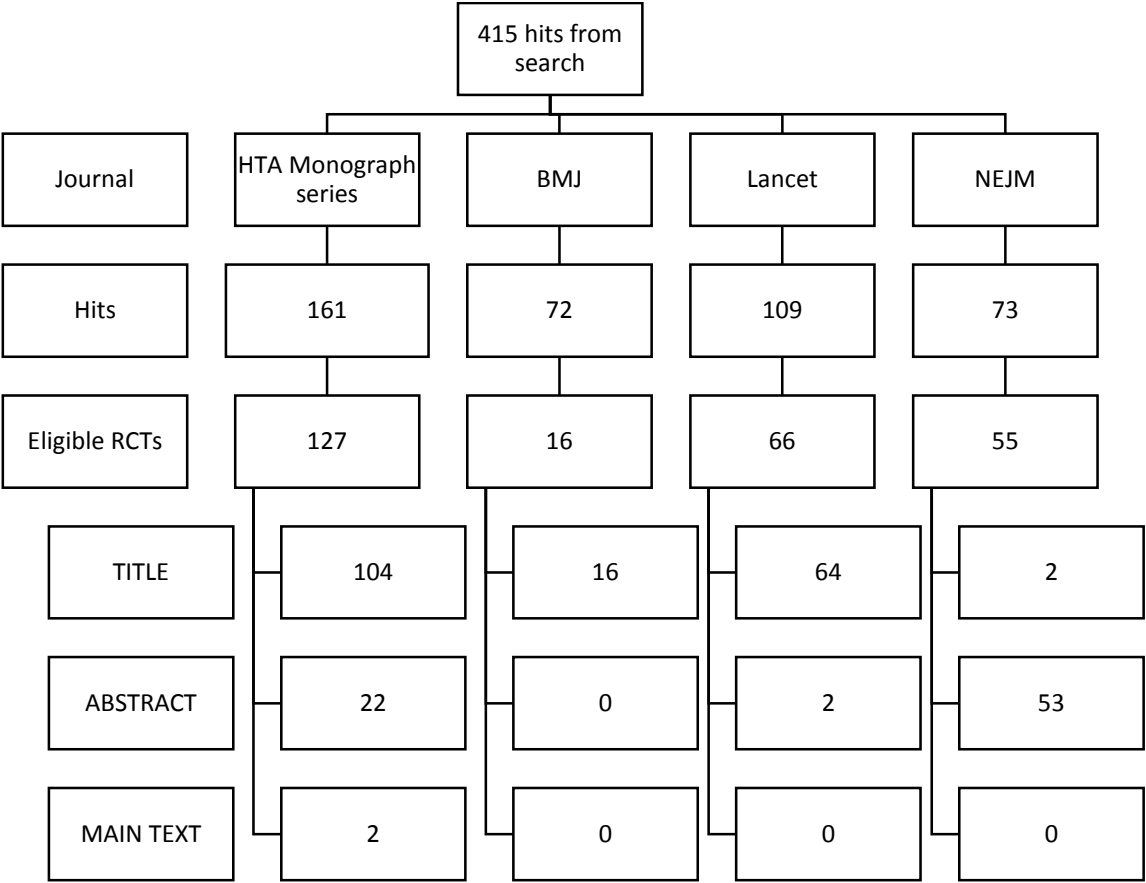 415 hits from
search
Journal
HTA Monograph
series
BMJ
Lancet
NEJM
Hits
161
72
109
73
Eligible RCTs
127
16
66
55
TITLE
104
16
64
2
ABSTRACT
22
0
2
53
MAIN TEXT
2
0
0
0